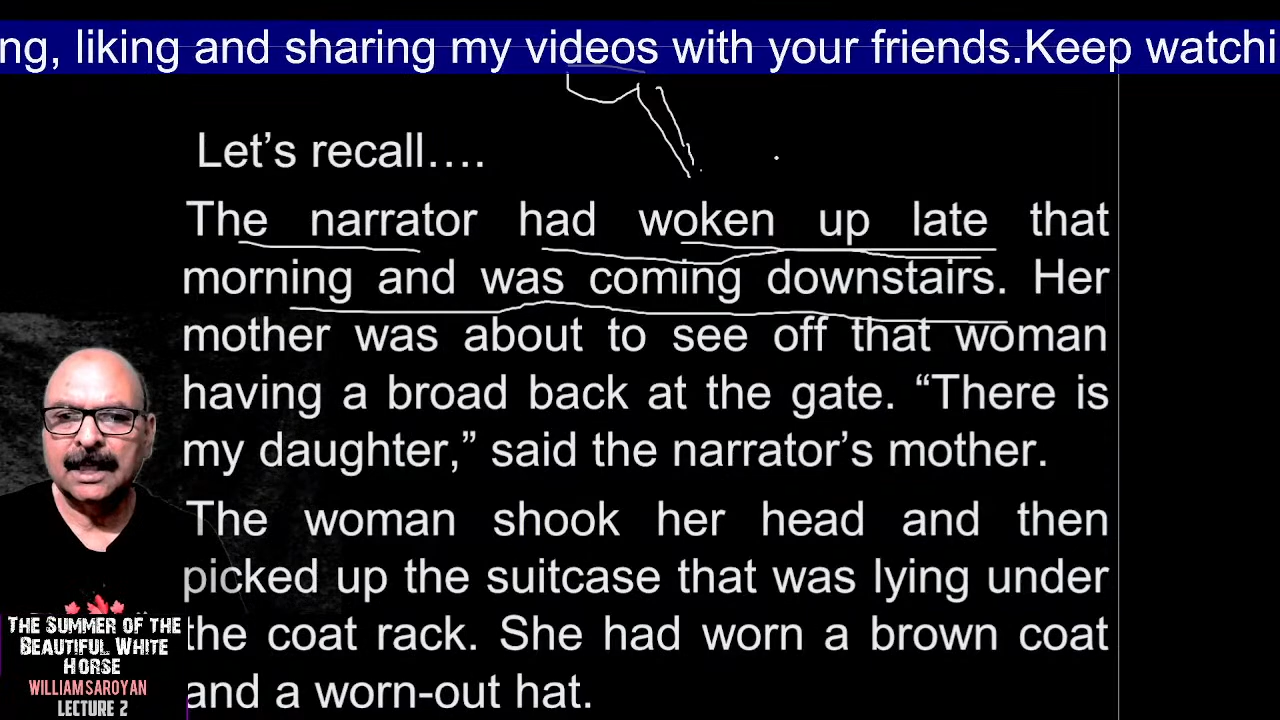 ng, liking and sharing my videos with your friends.Keep watchi
Let’s recall….
The narrator had woken up late that
morning and was coming downstairs. Her
mother was about to see off that woman
having a broad back at the gate. “There is
my daughter,” said the narrator’s mother.
The woman shook her head and then
picked up the suitcase that was lying under
the coat rack. She had worn a brown coat
and a worn-out hat.
The Summer of the
Beautiful White
Horse
William Saroyan
Lecture 2